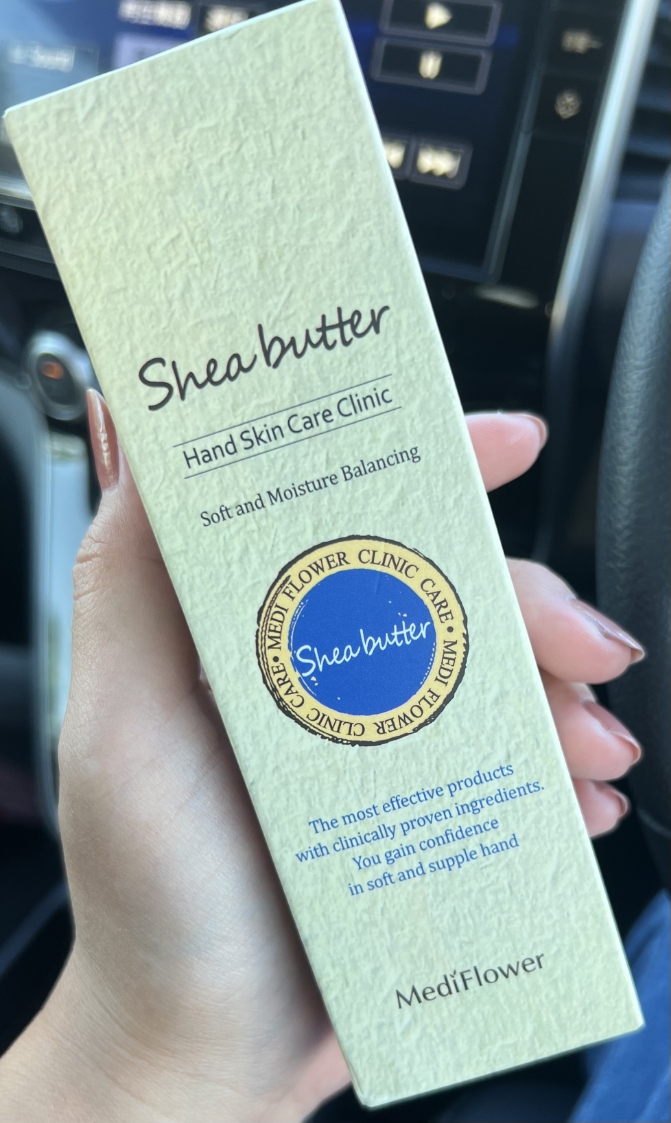 Shea butter
Hand Skin Care Clinic
Soft and Moisture Balancing
MEDI FLOWER CLINIC CARE • MEDI FLOWER CLINIC CARE •
Shea butter
The most effective products
with clinically proven ingredients.
You gain confidence
in soft and supple hand
MediFlower